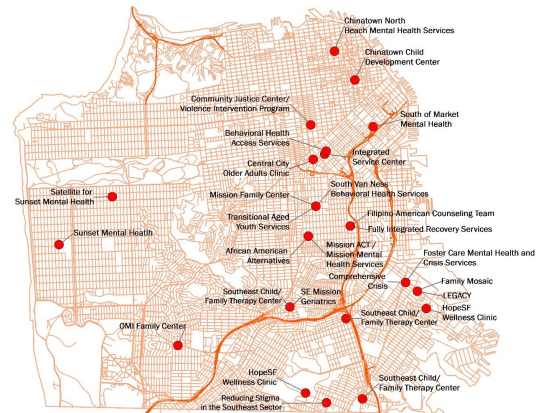 Chinatown North
Beach Mental Health Services
Chinatown Child
Development Center
Community Justice Center/
Violence Intervention Program
South of Market
Mental Health
Behavioral Health
Access Services
Integrated
Service Center
Central City
Older Adults Clinic
South Van Ness
Behavioral Health Services
Satellite for
Sunset Mental Health
Mission Family Center
Transitional Aged
Youth Services
Filipino American Counseling Team
Fully Integrated Recovery Services
Sunset Mental Health
African American
Alternatives
Mission ACT /
Mission Mental
Health Services
Foster Care Mental Health and
Crisis Services
Comprehensive
Crisis
Family Mosaic
LEGACY
HopeSF
Wellness Clinic
Southeast Child/
Family Therapy Center
SE Mission
Geriatrics
Southeast Child/
Family Therapy Center
OMI Family Center
HopeSF
Wellness Clinic
Southeast Child/
Family Therapy Center
Reducing Stigma
in the Southeast Sector